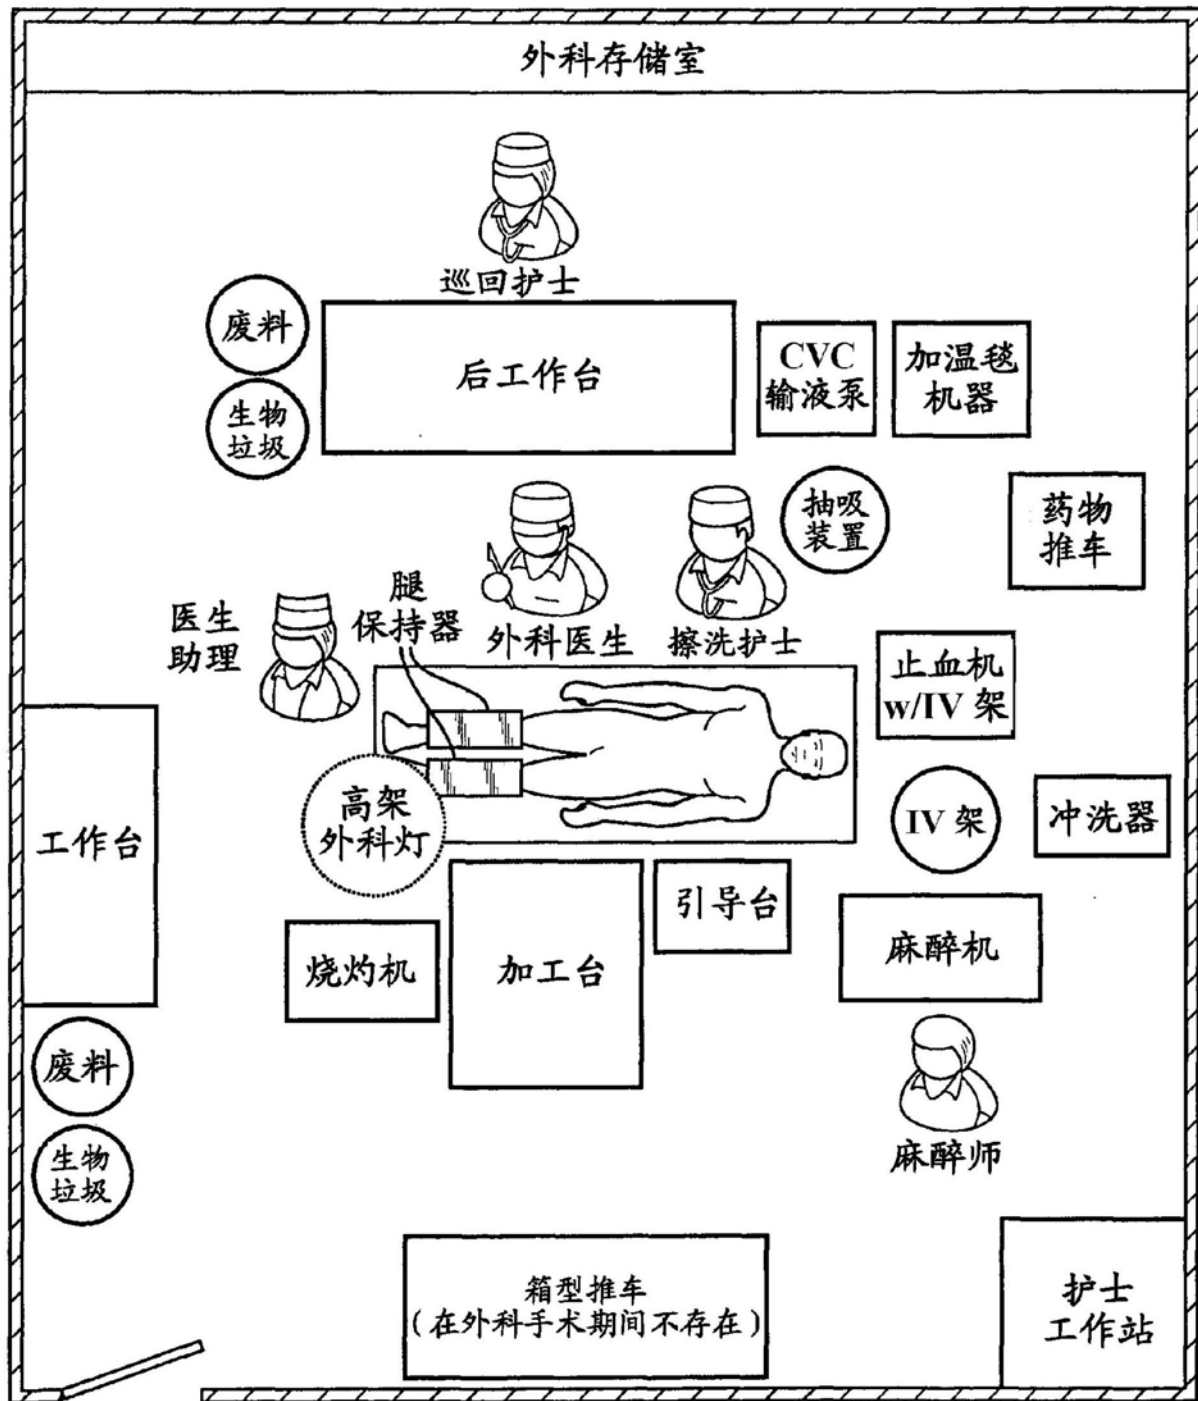 外科存储室
巡回护士
废料
生物
垃圾
后工作台
CVC
输液泵
加温毯
机器
抽吸
装置
药物
推车
腿
保持器
医生
助理
外科医生
擦洗护士
止血机
w/IV 架
工作台
高架
外科灯
IV 架
冲洗器
引导台
烧灼机
加工台
麻醉机
废料
生物
垃圾
麻醉师
箱型推车
（在外科手术期间不存在）
护士
工作站